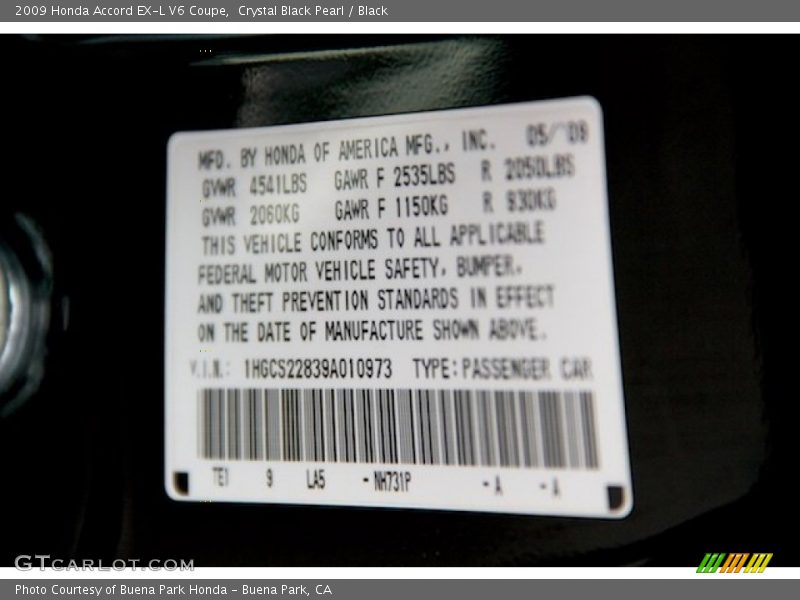 2009 Honda Accord EX-L V6 Coupe,  Crystal Black Pearl / Black
MFD. BY HONDA OF AMERICA MFG., INC.   05/'09
GVWR 4541LBS   GAWR F 2535LBS   R 2050LBS
GVWR 2060KG   GAWR F 1150KG   R 930KG
THIS VEHICLE CONFORMS TO ALL APPLICABLE
FEDERAL MOTOR VEHICLE SAFETY, BUMPER,
AND THEFT PREVENTION STANDARDS IN EFFECT
ON THE DATE OF MANUFACTURE SHOWN ABOVE.
V.I.N.: 1HGCS22839A010973   TYPE:PASSENGER CAR
TE1   9   LA5   -NH731P   -A   -A
GTcarlot.com
Photo Courtesy of Buena Park Honda - Buena Park, CA